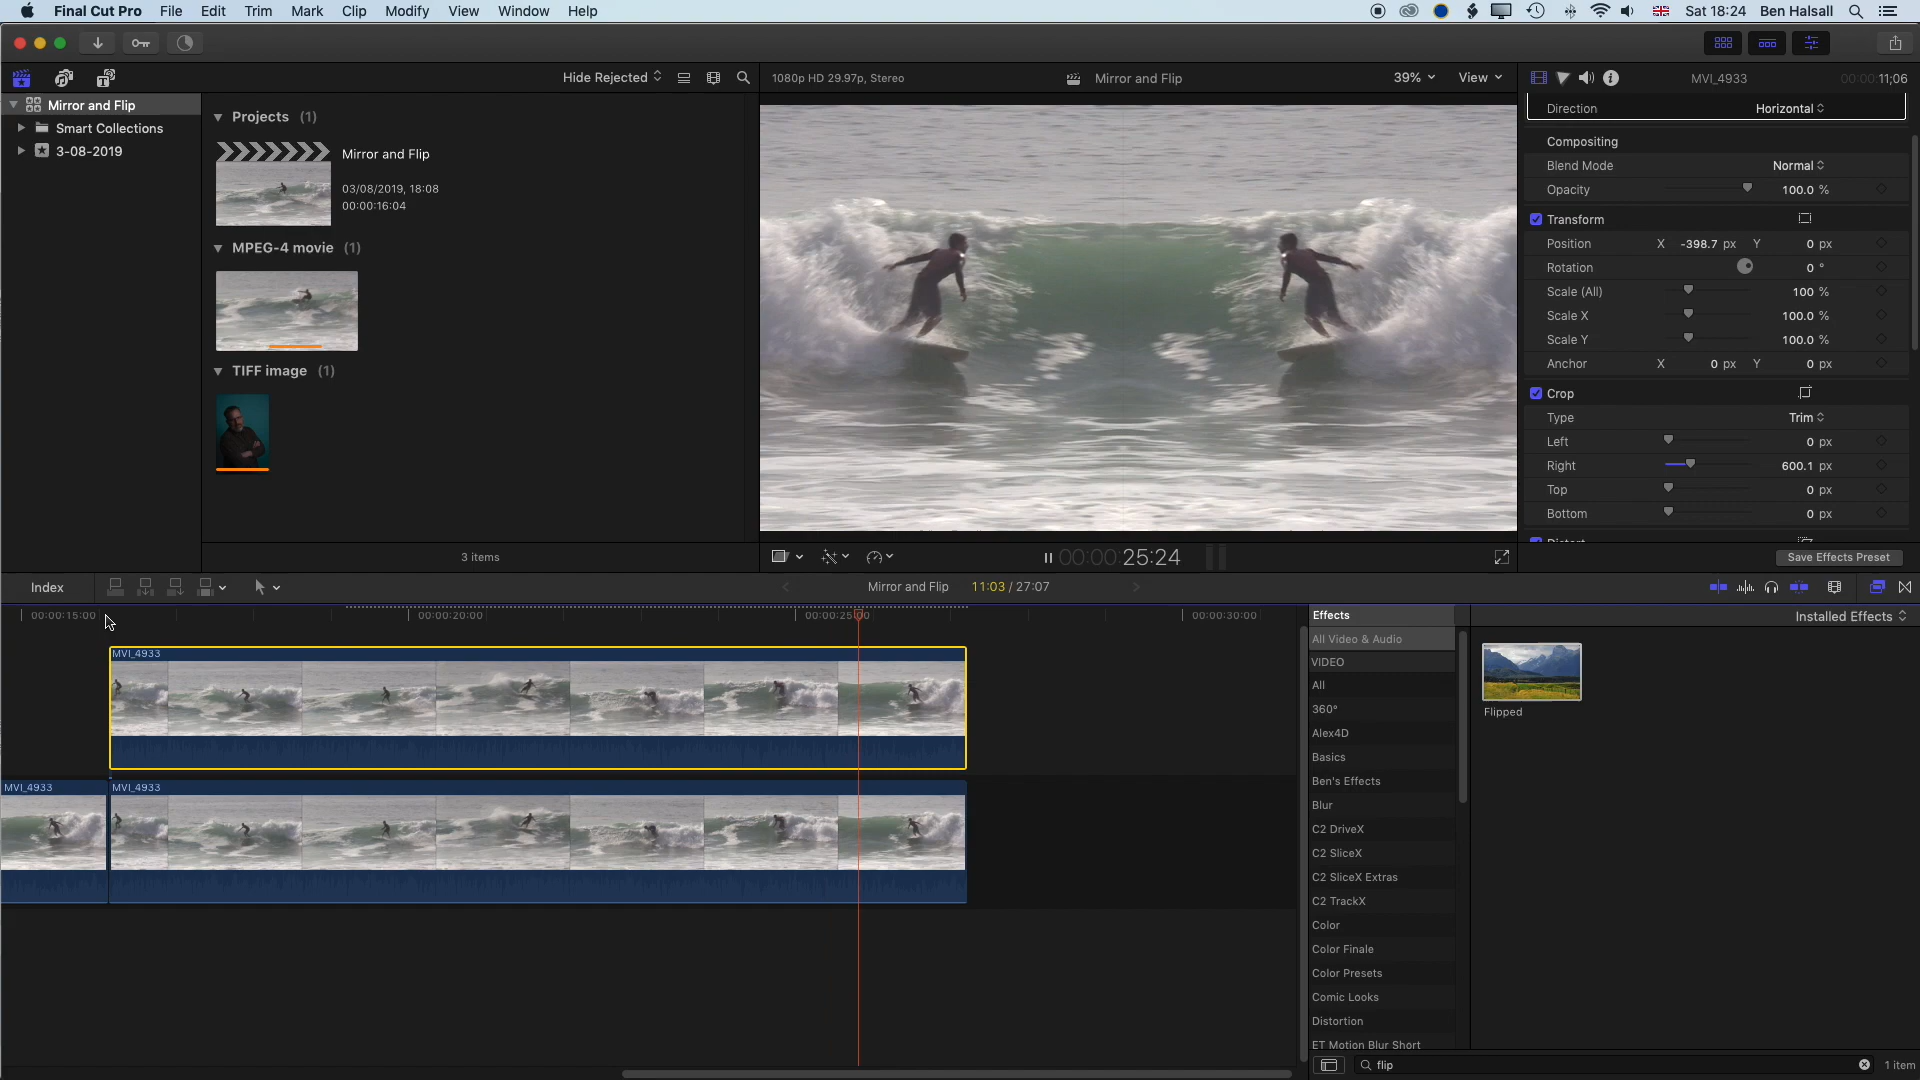 Final Cut Pro File Edit Trim Mark Clip Modify View Window Help
Sat 18:24 Ben Halsall
Hide Rejected
1080p HD 29.97p, Stereo
Mirror and Flip
39%
View
MVI_4933
00:00:11;06
Mirror and Flip
Smart Collections
3-08-2019
Projects (1)
Mirror and Flip
03/08/2019, 18:08
00:00:16:04
MPEG-4 movie (1)
TIFF image (1)
3 items
Direction Horizontal
Compositing
Blend Mode Normal
Opacity 100.0 %
Transform
Position X -398.7 px Y 0 px
Rotation 0 °
Scale (All) 100 %
Scale X 100.0 %
Scale Y 100.0 %
Anchor X 0 px Y 0 px
Crop
Type Trim
Left 0 px
Right 600.1 px
Top 0 px
Bottom 0 px
Distort
Save Effects Preset
00:00:25:24
Index
Mirror and Flip 11:03 / 27:07
00:00:15:00
00:00:20:00
00:00:25:00
00:00:30:00
MVI_4933
MVI_4933
MVI_4933
Effects
Installed Effects
All Video & Audio
VIDEO
All
360°
Alex4D
Basics
Ben's Effects
Blur
C2 DriveX
C2 SliceX
C2 SliceX Extras
C2 TrackX
Color
Color Finale
Color Presets
Comic Looks
Distortion
ET Motion Blur Short
Flipped
flip
1 item